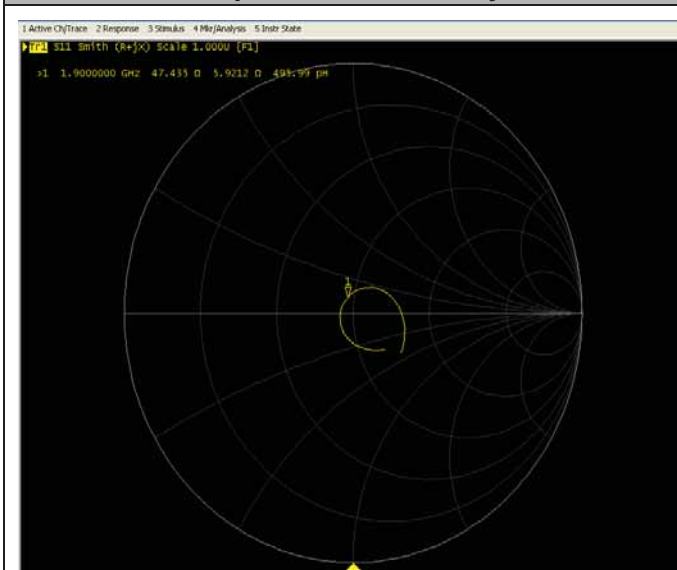 1 Active Ch/Trace 2 Response 3 Stimulus 4 Mkr/Analysis 5 Instr State
Tr1 S11 Smith (R+jX) Scale 1.000U [F1]
>1 1.9000000 GHz 47.435 Ω 5.9212 Ω 495.99 pH
1